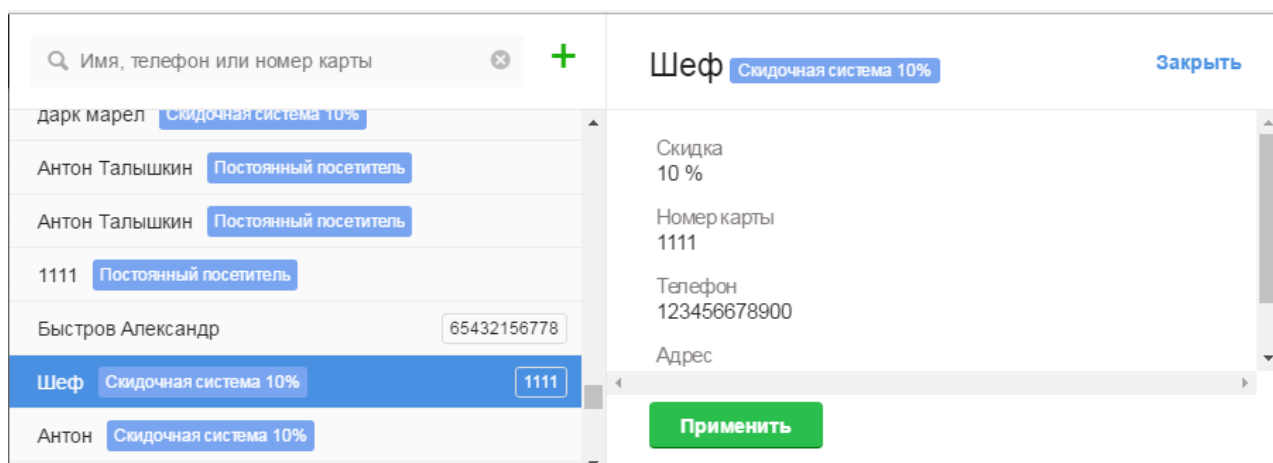 Имя, телефон или номер карты
+
дарк марел Скидочная система 10%
Антон Талышкин Постоянный посетитель
Антон Талышкин Постоянный посетитель
1111 Постоянный посетитель
Быстров Александр 65432156778
Шеф Скидочная система 10% 1111
Антон Скидочная система 10%
Шеф Скидочная система 10% Закрыть
Скидка
10 %
Номер карты
1111
Телефон
123456678900
Адрес
Применить